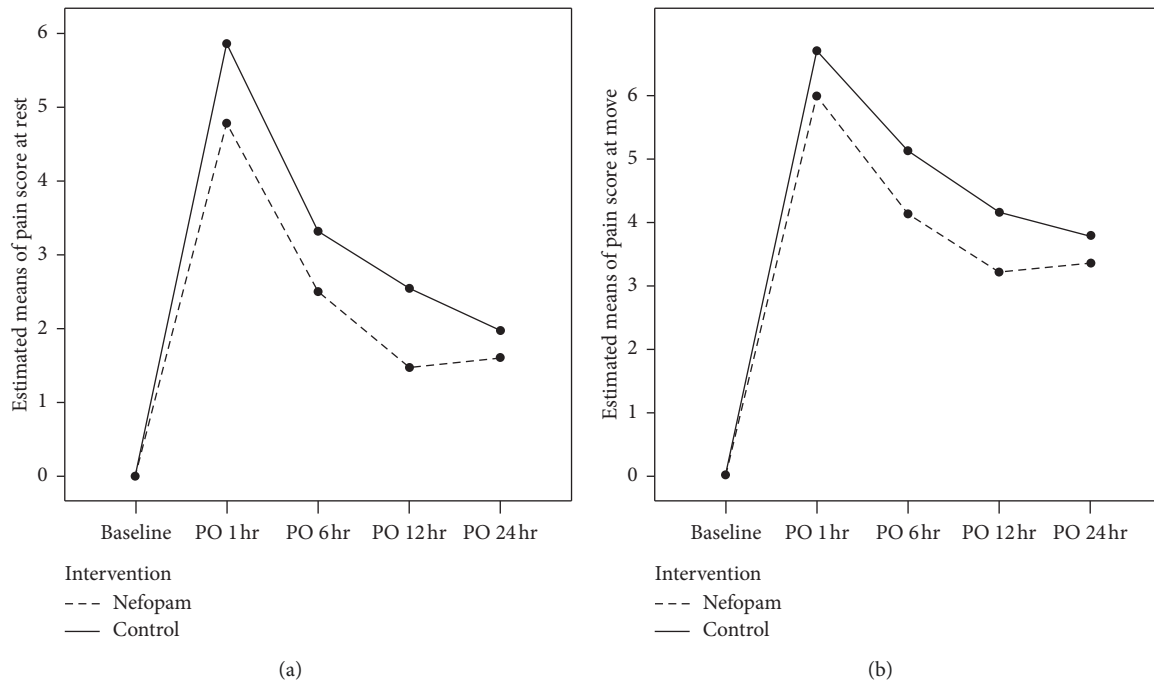 Estimated means of pain score at rest
6
5
4
3
2
1
0
Baseline PO 1 hr PO 6 hr PO 12 hr PO 24 hr
Intervention
Nefopam
Control
(a)
Estimated means of pain score at move
6
5
4
3
2
1
0
Baseline PO 1 hr PO 6 hr PO 12 hr PO 24 hr
Intervention
Nefopam
Control
(b)